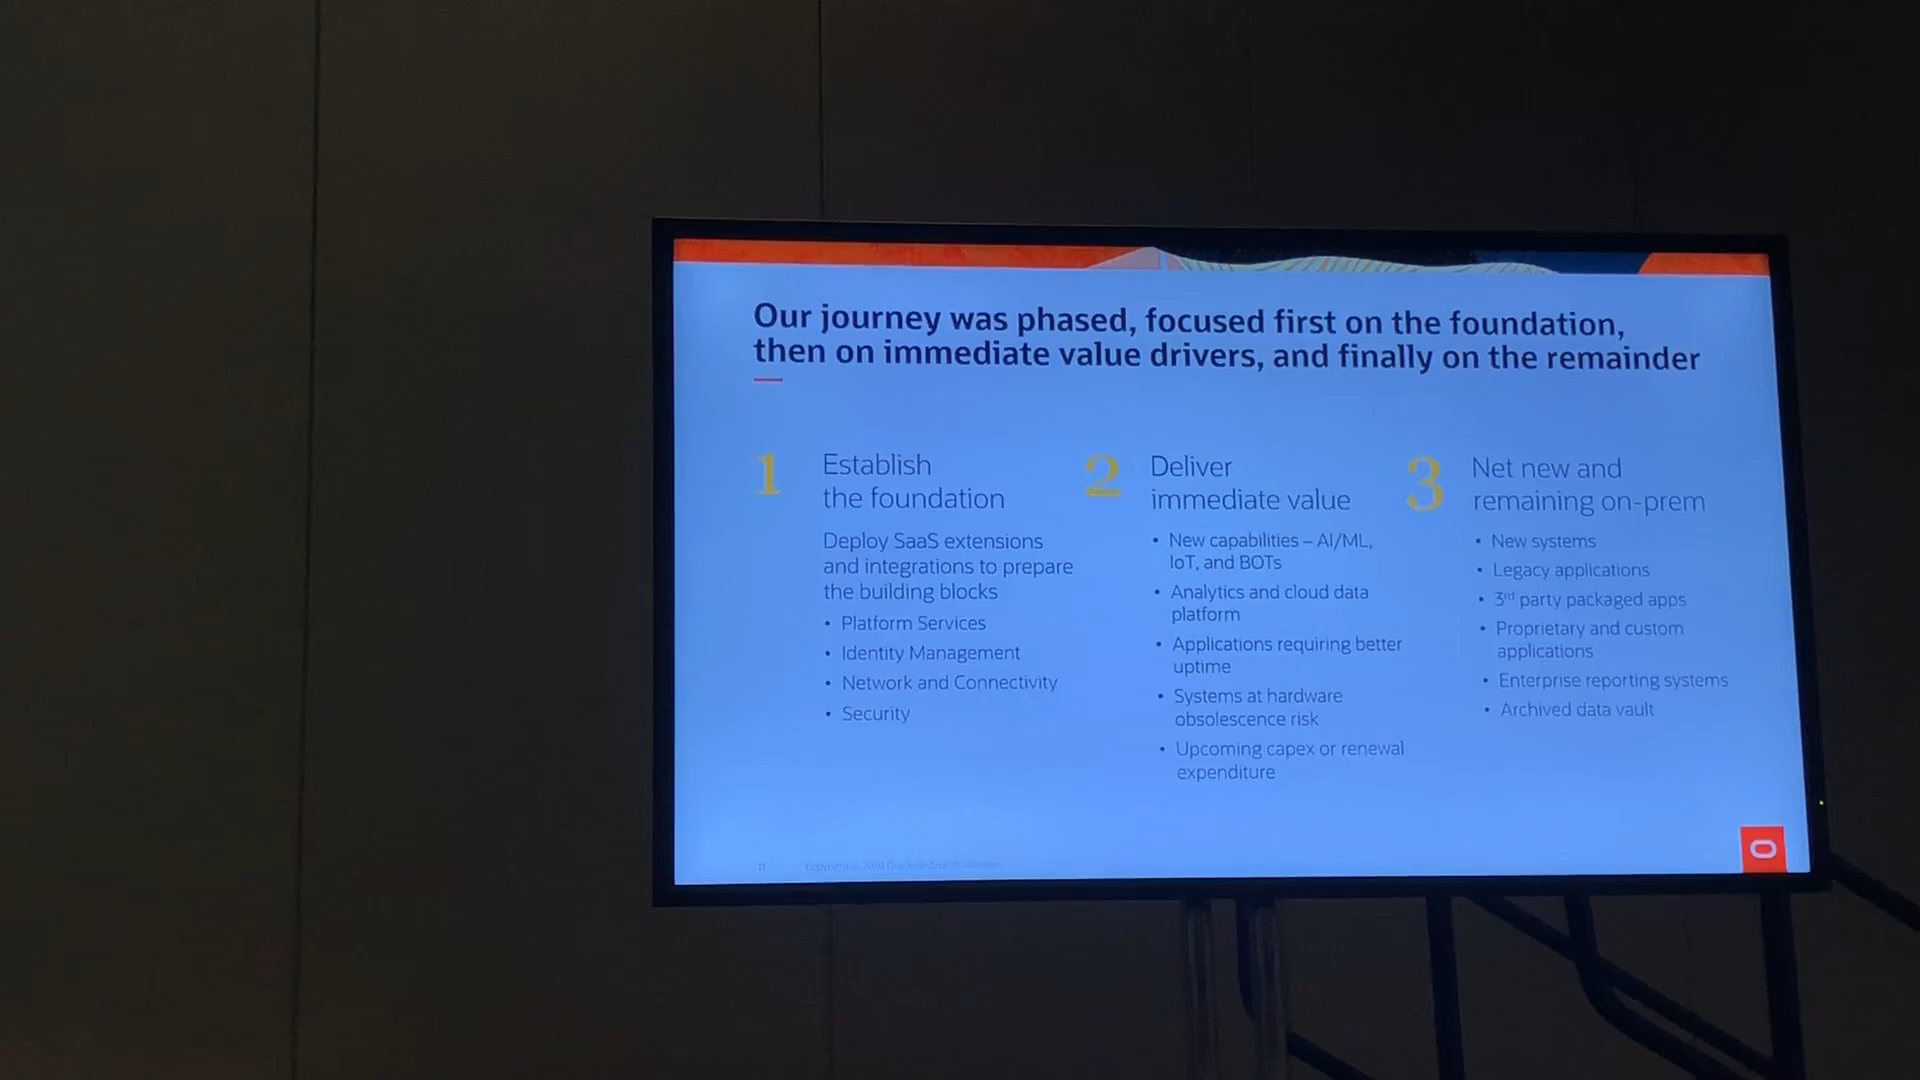 Our journey was phased, focused first on the foundation,
then on immediate value drivers, and finally on the remainder
1
Establish
the foundation
Deploy SaaS extensions
and integrations to prepare
the building blocks
• Platform Services
• Identity Management
• Network and Connectivity
• Security
2
Deliver
immediate value
• New capabilities – AI/ML,
IoT, and BOTs
• Analytics and cloud data
platform
• Applications requiring better
uptime
• Systems at hardware
obsolescence risk
• Upcoming capex or renewal
expenditure
3
Net new and
remaining on-prem
• New systems
• Legacy applications
• 3rd party packaged apps
• Proprietary and custom
applications
• Enterprise reporting systems
• Archived data vault
11
Copyright © 2020